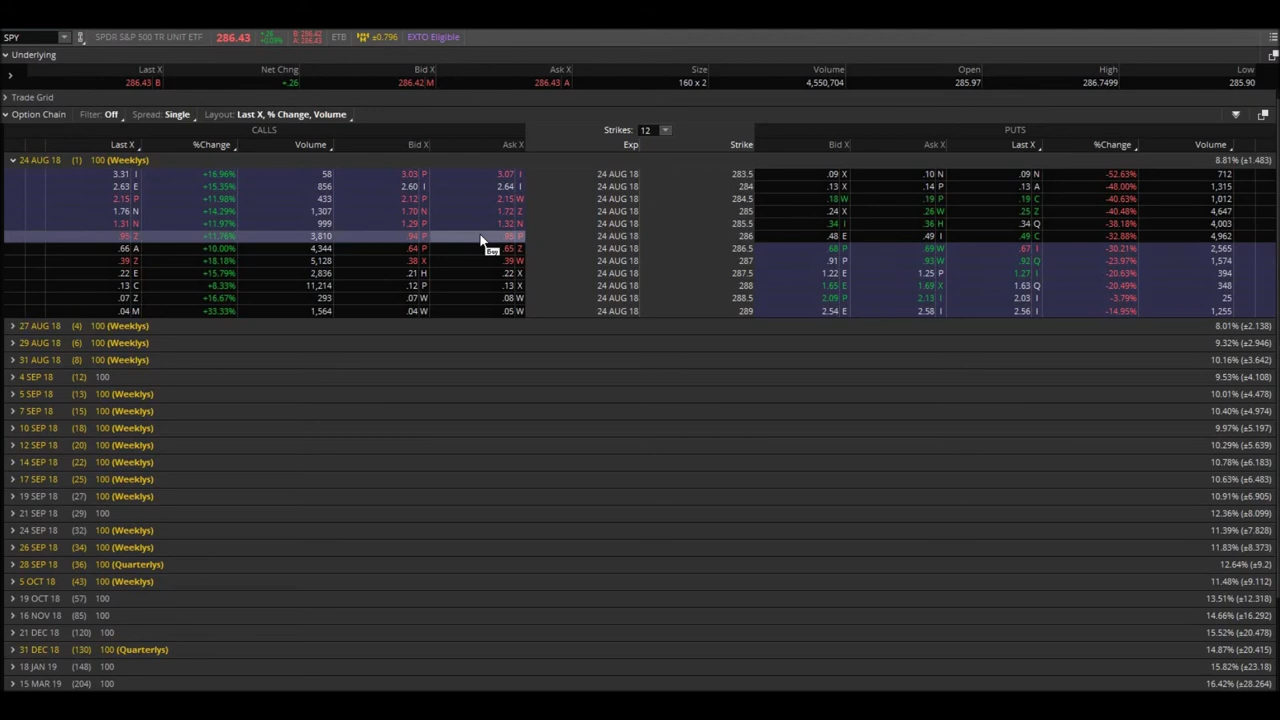 SPY SPDR S&P 500 TR UNIT ETF 286.43 +.26 +0.09% B: 286.42 A: 286.43 ETB ±0.796 EXTO Eligible
Underlying
Last X Net Chng Bid X Ask X Size Volume Open High Low
286.43 B +.26 286.42 M 286.43 A 160 x 2 4,550,704 285.97 286.7499 285.90
Trade Grid
Option Chain Filter: Off Spread: Single Layout: Last X, % Change, Volume
CALLS Strikes: 12 PUTS
Last X %Change Volume Bid X Ask X Exp Strike Bid X Ask X Last X %Change Volume
24 AUG 18 (1) 100 (Weeklys) 8.81% (±1.483)
3.31 I +16.96% 58 3.03 P 3.07 I 24 AUG 18 283.5 .09 X .10 N .09 N -52.63% 712
2.63 E +15.35% 856 2.60 I 2.64 I 24 AUG 18 284 .13 X .14 P .13 A -48.00% 1,315
2.15 P +11.98% 433 2.12 P 2.15 W 24 AUG 18 284.5 .18 W .19 P .19 C -40.63% 1,012
1.76 N +14.29% 1,307 1.70 N 1.72 Z 24 AUG 18 285 .24 X .26 W .25 Z -40.48% 4,647
1.31 N +11.97% 999 1.29 P 1.32 N 24 AUG 18 285.5 .34 I .36 H .34 Q -38.18% 4,003
.95 Z +11.76% 3,810 .94 P .98 P 24 AUG 18 286 .48 E .49 I .49 C -32.88% 4,962
.66 A +10.00% 4,344 .64 P .65 Z 24 AUG 18 286.5 .68 P .69 W .67 I -30.21% 2,565
.39 Z +18.18% 5,128 .38 X .39 W 24 AUG 18 287 .91 P .93 W .92 Q -23.97% 1,574
.22 E +15.79% 2,836 .21 H .22 X 24 AUG 18 287.5 1.22 E 1.25 P 1.27 I -20.63% 394
.13 C +8.33% 11,214 .12 P .13 X 24 AUG 18 288 1.65 E 1.69 X 1.63 Q -20.49% 348
.07 Z +16.67% 293 .07 W .08 W 24 AUG 18 288.5 2.09 P 2.13 I 2.03 I -3.79% 25
.04 M +33.33% 1,564 .04 W .05 W 24 AUG 18 289 2.54 E 2.58 I 2.56 I -14.95% 1,255
Buy
27 AUG 18 (4) 100 (Weeklys) 8.01% (±2.138)
29 AUG 18 (6) 100 (Weeklys) 9.32% (±2.946)
31 AUG 18 (8) 100 (Weeklys) 10.16% (±3.642)
4 SEP 18 (12) 100 9.53% (±4.108)
5 SEP 18 (13) 100 (Weeklys) 10.01% (±4.478)
7 SEP 18 (15) 100 (Weeklys) 10.40% (±4.974)
10 SEP 18 (18) 100 (Weeklys) 9.97% (±5.197)
12 SEP 18 (20) 100 (Weeklys) 10.29% (±5.639)
14 SEP 18 (22) 100 (Weeklys) 10.78% (±6.183)
17 SEP 18 (25) 100 (Weeklys) 10.63% (±6.483)
19 SEP 18 (27) 100 (Weeklys) 10.91% (±6.905)
21 SEP 18 (29) 100 12.36% (±8.099)
24 SEP 18 (32) 100 (Weeklys) 11.39% (±7.828)
26 SEP 18 (34) 100 (Weeklys) 11.83% (±8.373)
28 SEP 18 (36) 100 (Quarterlys) 12.64% (±9.2)
5 OCT 18 (43) 100 (Weeklys) 11.48% (±9.112)
19 OCT 18 (57) 100 13.51% (±12.318)
16 NOV 18 (85) 100 14.66% (±16.292)
21 DEC 18 (120) 100 15.52% (±20.478)
31 DEC 18 (130) 100 (Quarterlys) 14.87% (±20.415)
18 JAN 19 (148) 100 15.82% (±23.18)
15 MAR 19 (204) 100 16.42% (±28.264)